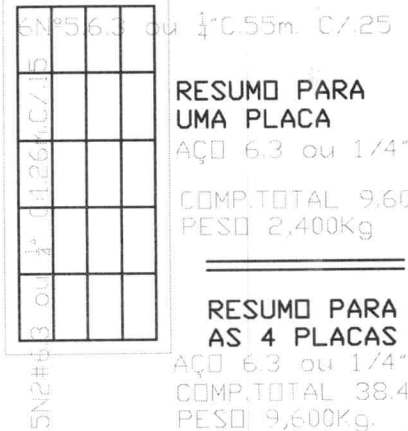 6Nº5.6.3 ou ¼"C.55m. C/.25
5N2#6.3 ou ¼" C:1.26m.C/.15
RESUMO PARA
UMA PLACA
AÇO 6.3 ou 1/4"
COMP.TOTAL 9,60
PESO 2,400Kg
RESUMO PARA
AS 4 PLACAS
AÇO 6.3 ou 1/4"
COMP.TOTAL 38.4
PESO 9,600Kg.